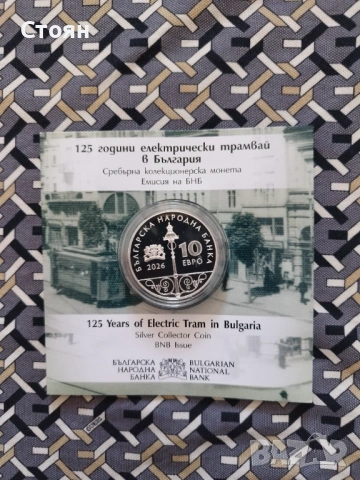 Стоян
125 години електрически трамвай
в България
Сребърна колекционерска монета
Емисия на БНБ
БЪЛГАРСКА НАРОДНА БАНКА
2026
10
ЕВРО
125 Years of Electric Tram in Bulgaria
Silver Collector Coin
BNB Issue
БЪЛГАРСКА
НАРОДНА
БАНКА
BULGARIAN
NATIONAL
BANK